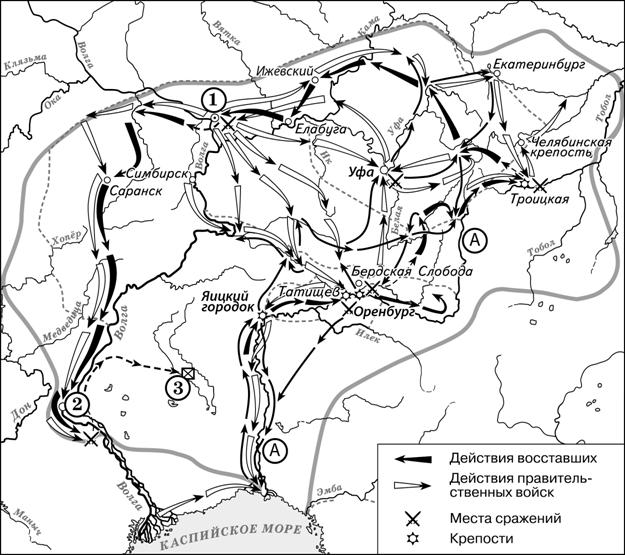 Клязьма
Волга
Вятка
Кама
Ока
Ижевский
Екатеринбург
Тобол
1
Елабуга
Уфа
Волга
Ик
Челябинская
крепость
Уфа
Симбирск
Саранск
Троицкая
Белая
Хопёр
А
Тобол
Бердская Слобода
Татищев
Яицкий
городок
Оренбург
Медведица
Волга
Илек
3
2
Дон
А
Волга
Эмба
Маныч
КАСПИЙСКОЕ МОРЕ
Действия восставших
Действия правитель-
ственных войск
Места сражений
Крепости